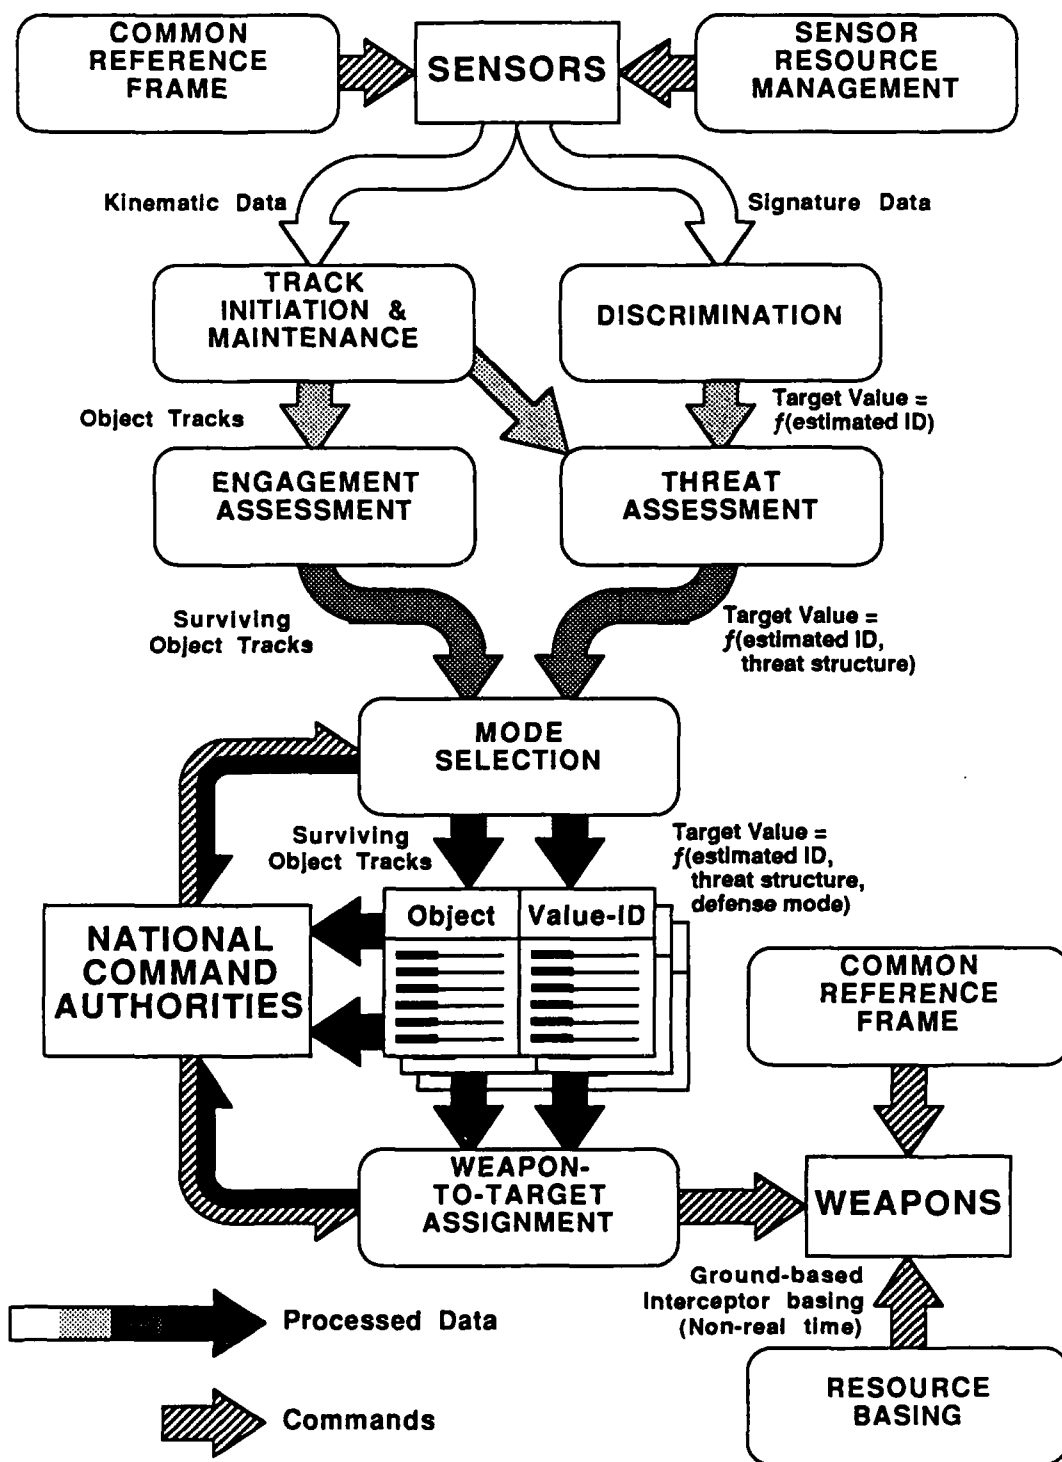 COMMON
REFERENCE
FRAME
SENSORS
SENSOR
RESOURCE
MANAGEMENT
Kinematic Data
Signature Data
TRACK
INITIATION &
MAINTENANCE
DISCRIMINATION
Object Tracks
Target Value =
f(estimated ID)
ENGAGEMENT
ASSESSMENT
THREAT
ASSESSMENT
Surviving
Object Tracks
Target Value =
f(estimated ID,
threat structure)
MODE
SELECTION
Surviving
Object Tracks
Target Value =
f(estimated ID,
threat structure,
defense mode)
Object
Value-ID
NATIONAL
COMMAND
AUTHORITIES
COMMON
REFERENCE
FRAME
WEAPON-
TO-TARGET
ASSIGNMENT
WEAPONS
Ground-based
Interceptor basing
(Non-real time)
Processed Data
RESOURCE
BASING
Commands